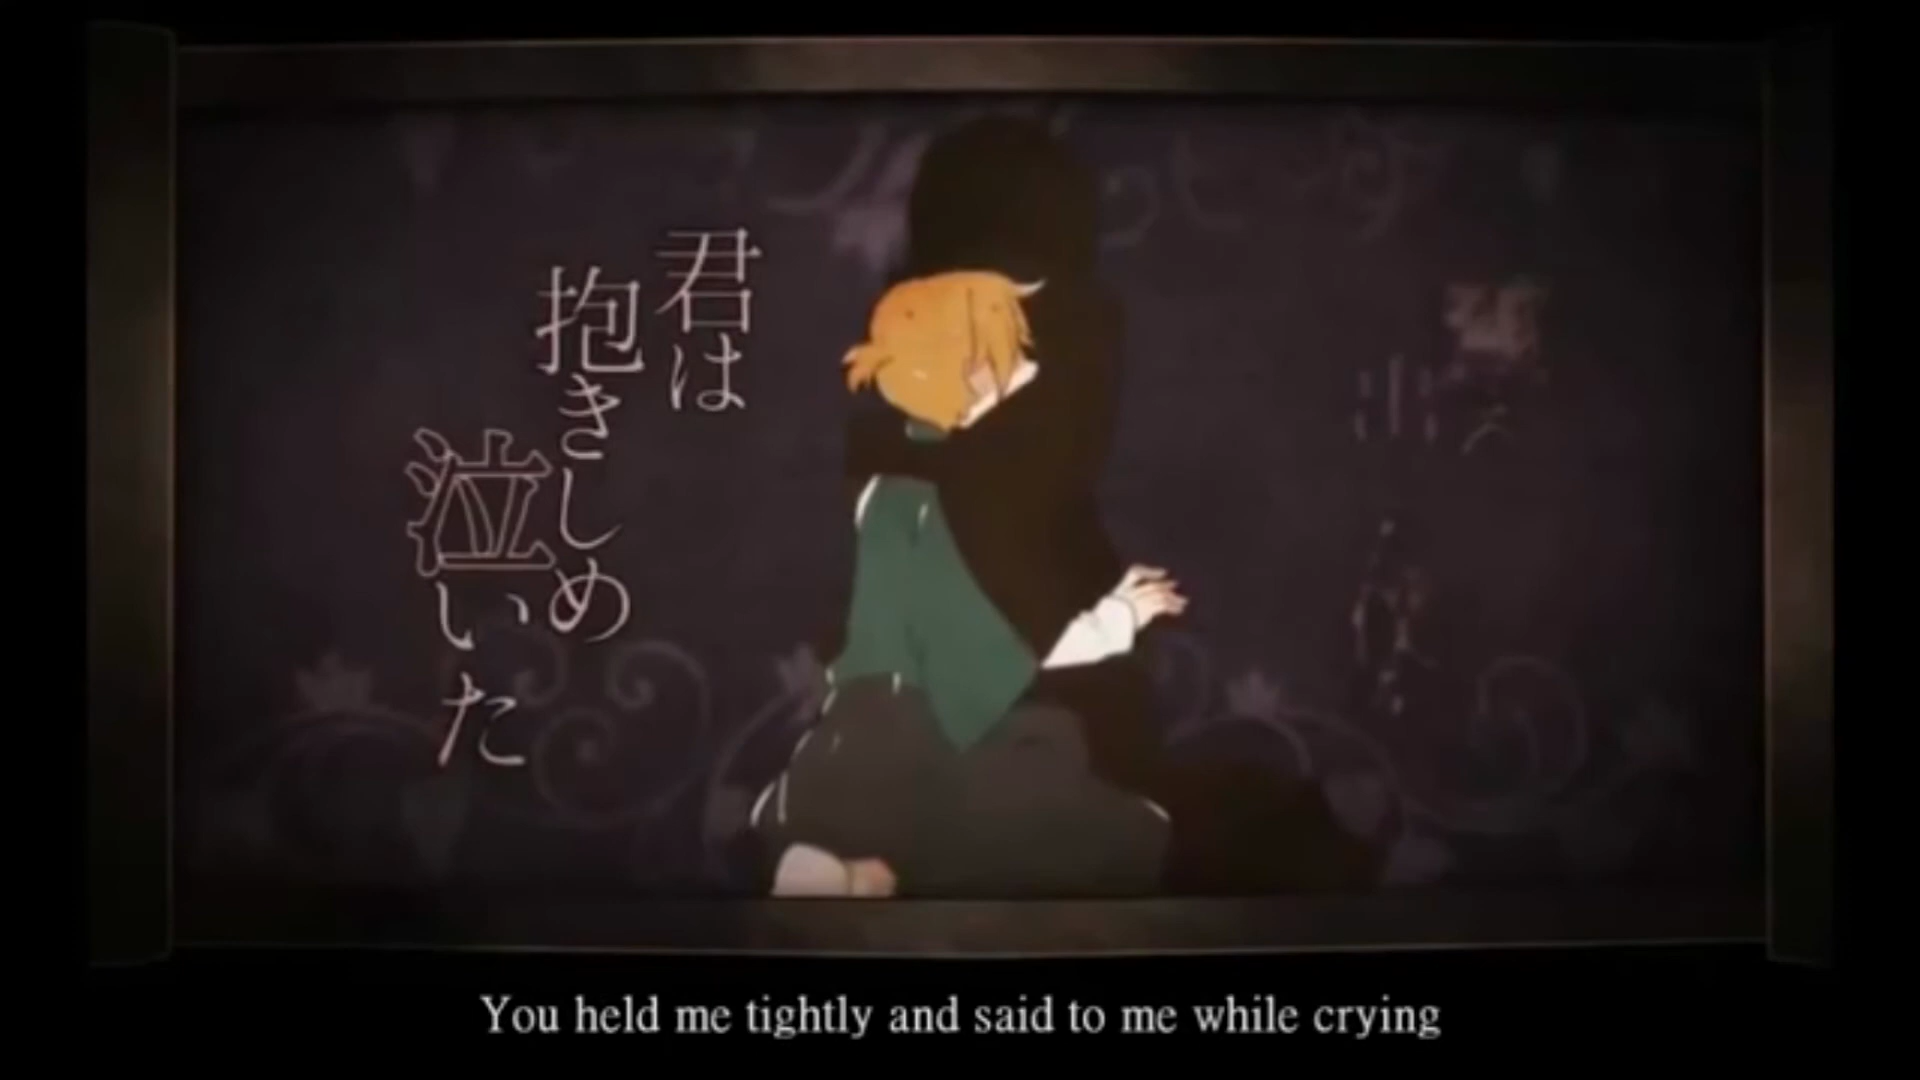 君は
抱きしめ
泣いた
You held me tightly and said to me while crying